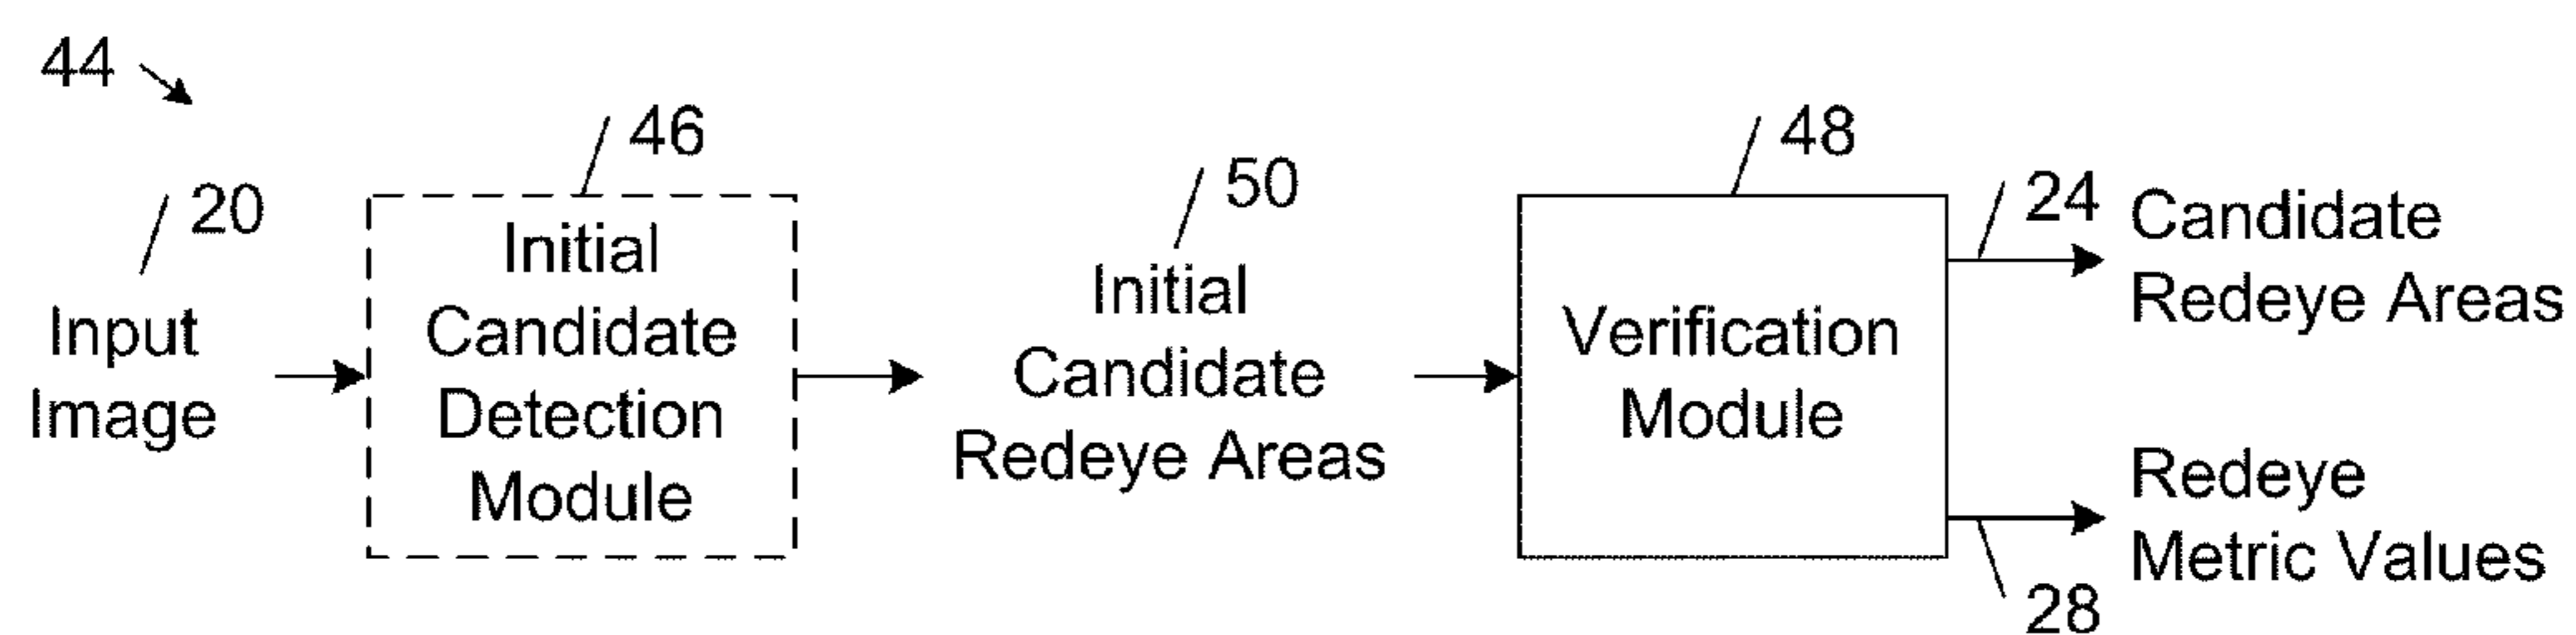 44
20
Input
Image
46
Initial
Candidate
Detection
Module
50
Initial
Candidate
Redeye Areas
48
Verification
Module
24
Candidate
Redeye Areas
28
Redeye
Metric Values